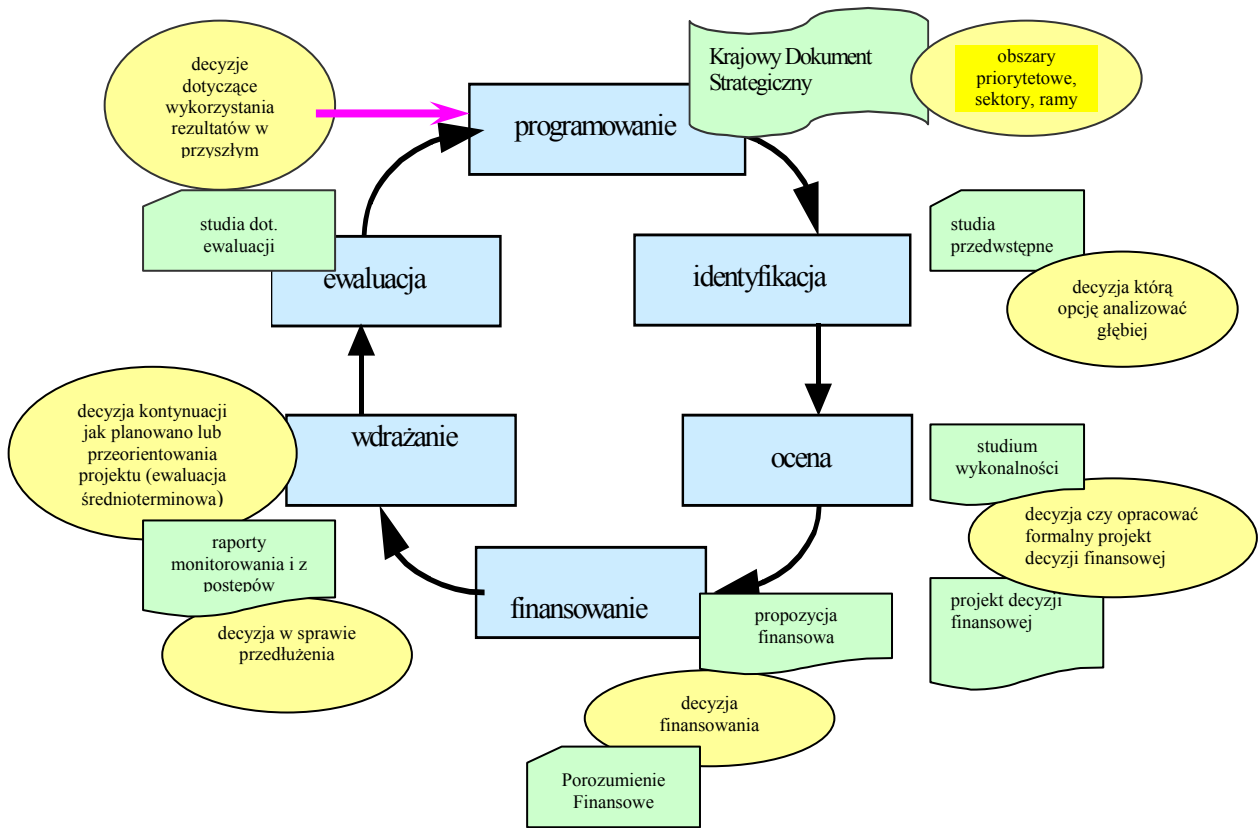 decyzje
dotyczące
wykorzystania
rezultatów w
przyszłym
Krajowy Dokument
Strategiczny
obszary
priorytetowe,
sektory, ramy
programowanie
studia dot.
ewaluacji
ewaluacja
identyfikacja
studia
przedwstępne
decyzja którą
opcję analizować
głębiej
decyzja kontynuacji
jak planowano lub
przeorientowania
projektu (ewaluacja
średnioterminowa)
wdrażanie
ocena
studium
wykonalności
decyzja czy opracować
formalny projekt
decyzji finansowej
raporty
monitorowania i z
postępów
finansowanie
propozycja
finansowa
projekt decyzji
finansowej
decyzja w sprawie
przedłużenia
decyzja
finansowania
Porozumienie
Finansowe